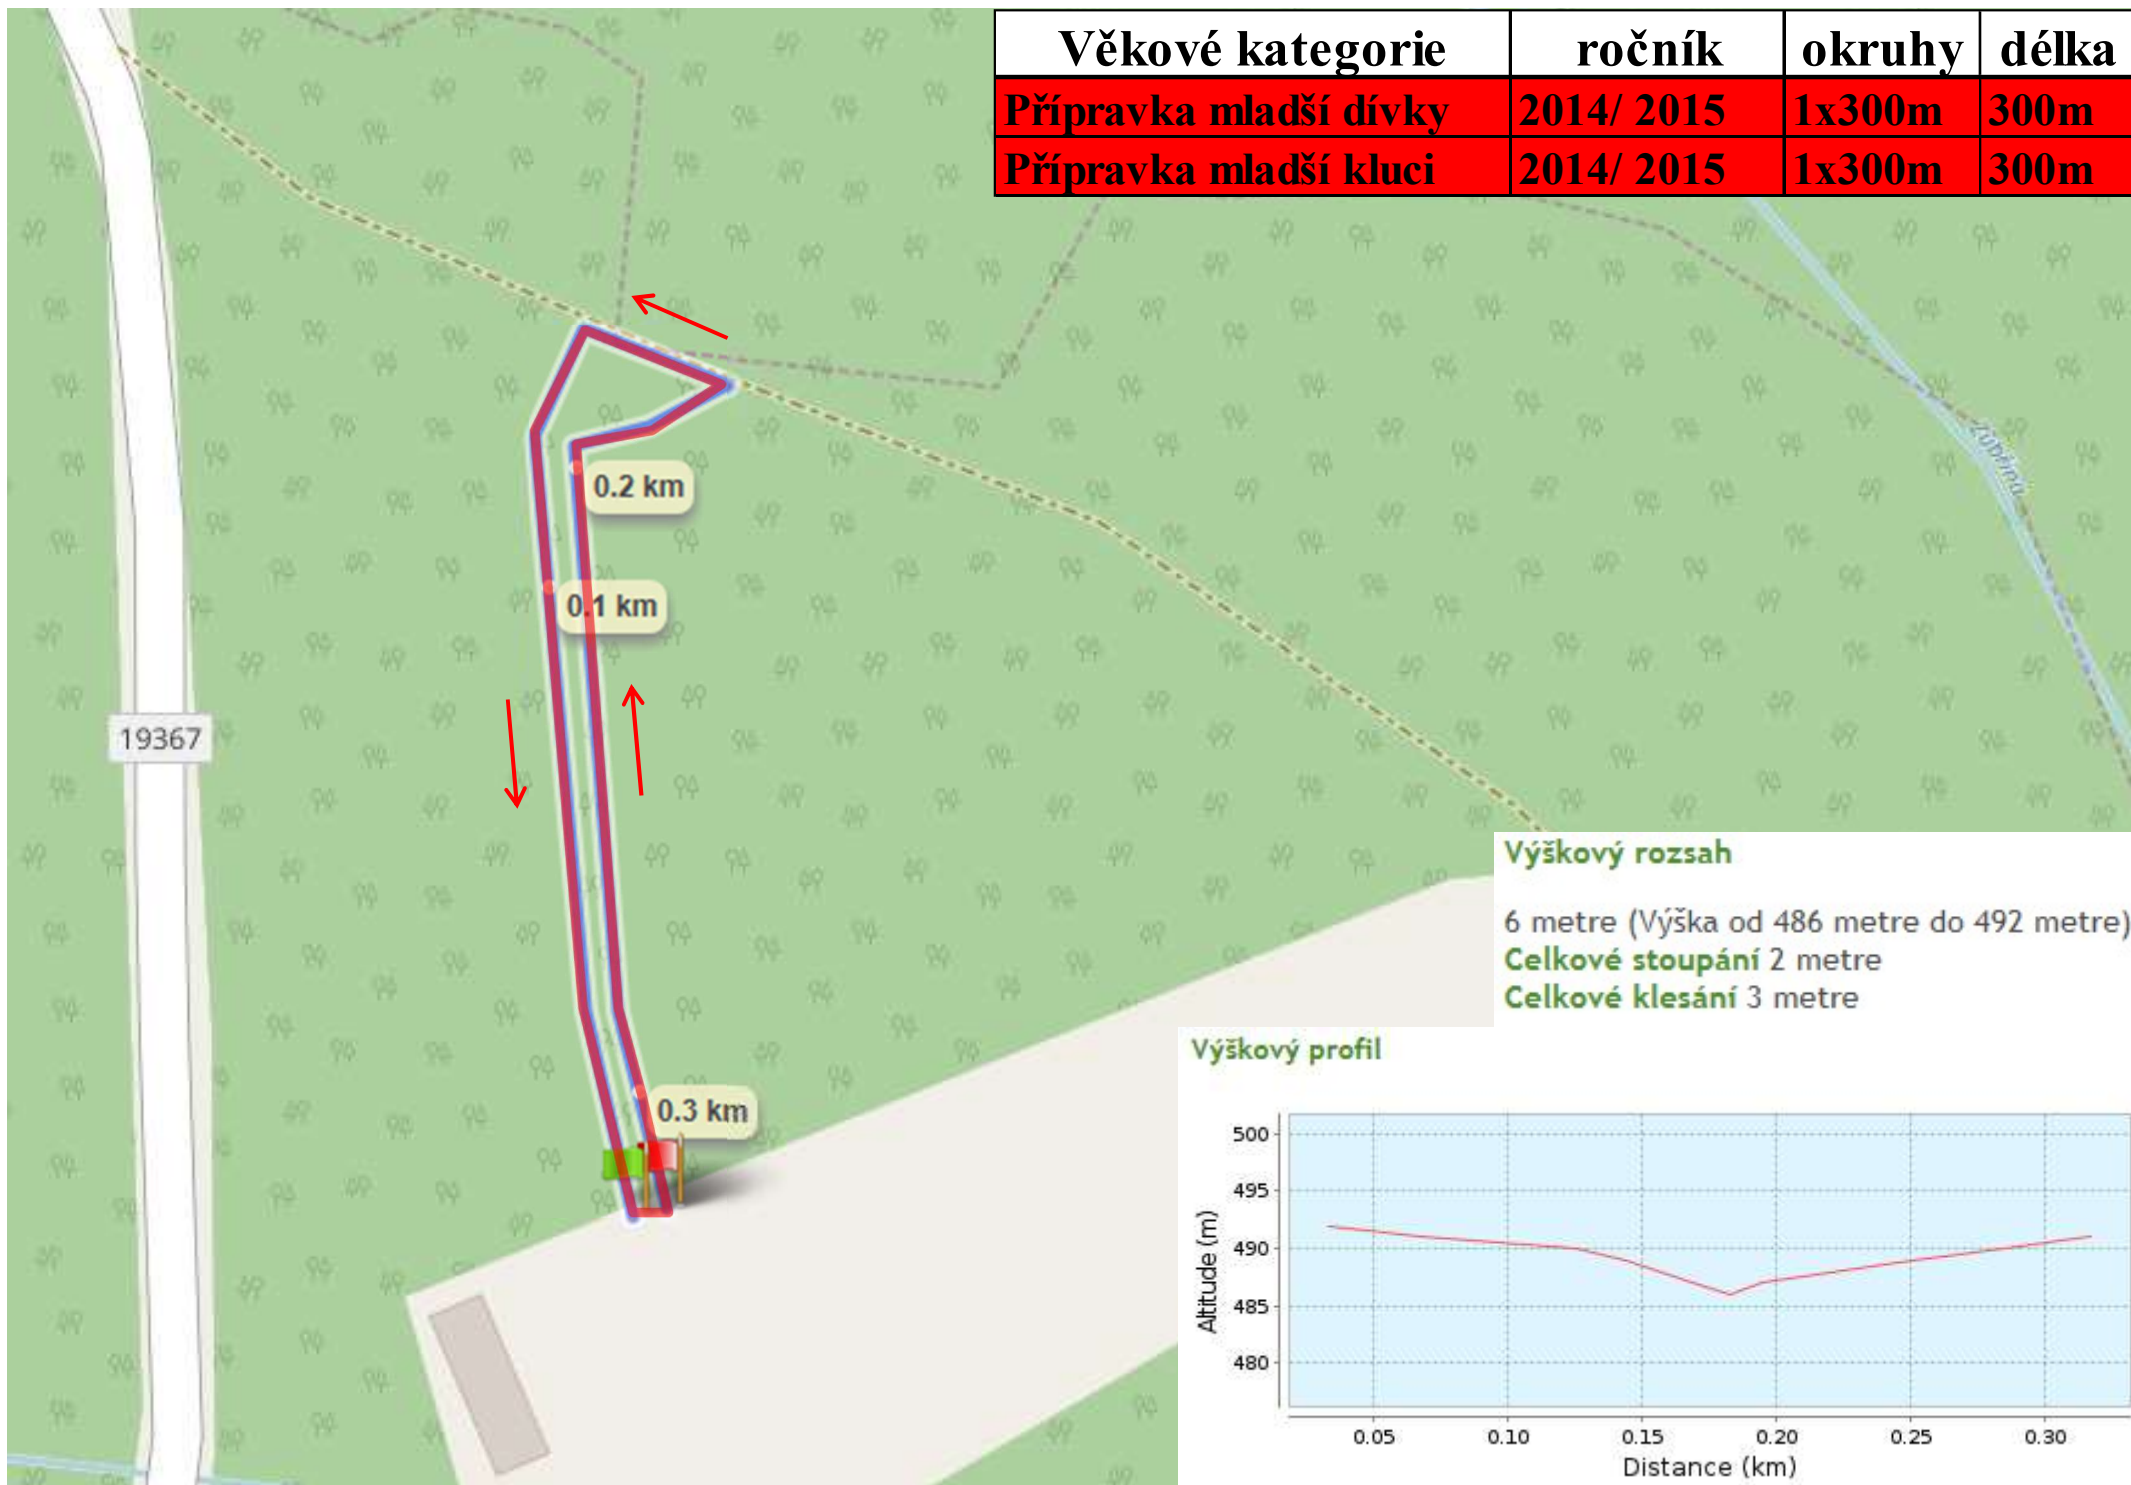 Věkové kategorie ročník okruhy délka
Přípravka mladší dívky 2014/ 2015 1x300m 300m
Přípravka mladší kluci 2014/ 2015 1x300m 300m
Zubřina
0.2 km
0.1 km
19367
0.3 km
Výškový rozsah
6 metre (Výška od 486 metre do 492 metre)
Celkové stoupání 2 metre
Celkové klesání 3 metre
Výškový profil
Altitude (m)
500
495
490
485
480
0.05 0.10 0.15 0.20 0.25 0.30
Distance (km)